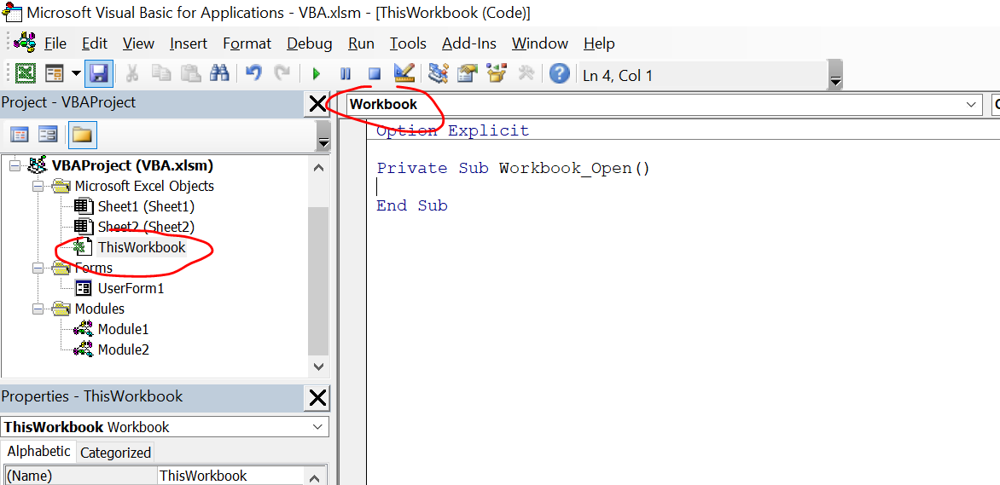 Microsoft Visual Basic for Applications - VBA.xlsm - [ThisWorkbook (Code)]
File Edit View Insert Format Debug Run Tools Add-Ins Window Help
Ln 4, Col 1
Project - VBAProject
VBAProject (VBA.xlsm)
Microsoft Excel Objects
Sheet1 (Sheet1)
Sheet2 (Sheet2)
ThisWorkbook
Forms
UserForm1
Modules
Module1
Module2
Properties - ThisWorkbook
ThisWorkbook Workbook
Alphabetic Categorized
(Name) ThisWorkbook
Workbook
Option Explicit
Private Sub Workbook_Open()
End Sub